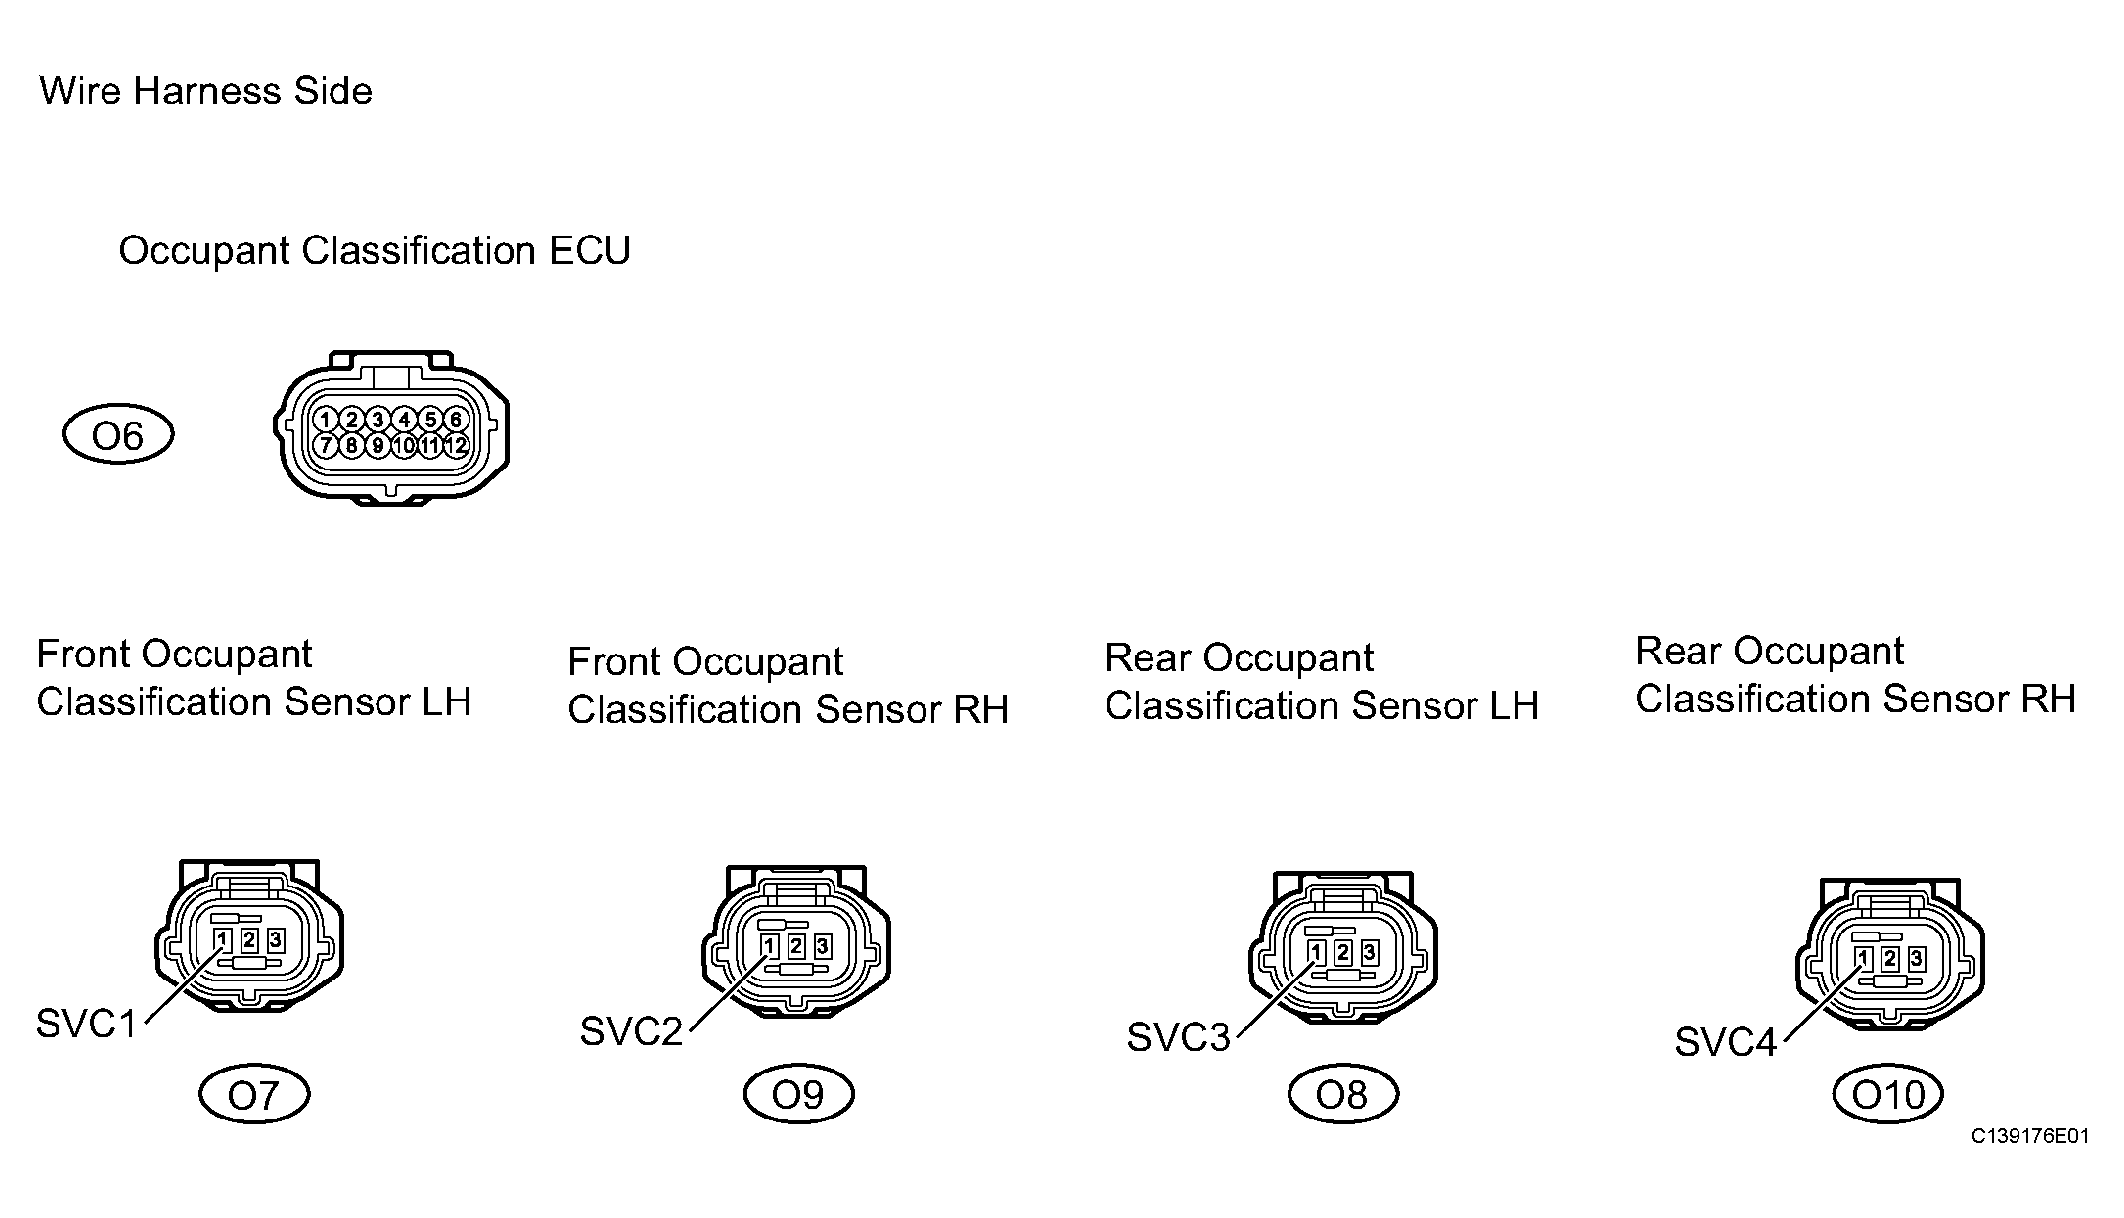 Wire Harness Side
Occupant Classification ECU
O6
1 2 3 4 5 6
7 8 9 10 11 12
Front Occupant
Classification Sensor LH
Front Occupant
Classification Sensor RH
Rear Occupant
Classification Sensor LH
Rear Occupant
Classification Sensor RH
1 2 3
SVC1
O7
1 2 3
SVC2
O9
1 2 3
SVC3
O8
1 2 3
SVC4
O10
C139176E01